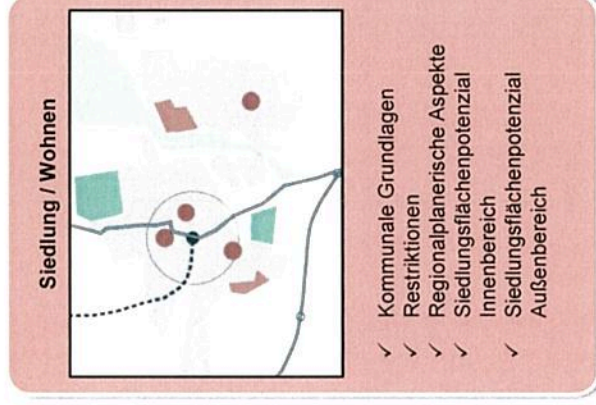 Siedlung / Wohnen
✓ Kommunale Grundlagen
✓ Restriktionen
✓ Regionalplanerische Aspekte
✓ Siedlungsflächenpotenzial
Innenbereich
✓ Siedlungsflächenpotenzial
Außenbereich